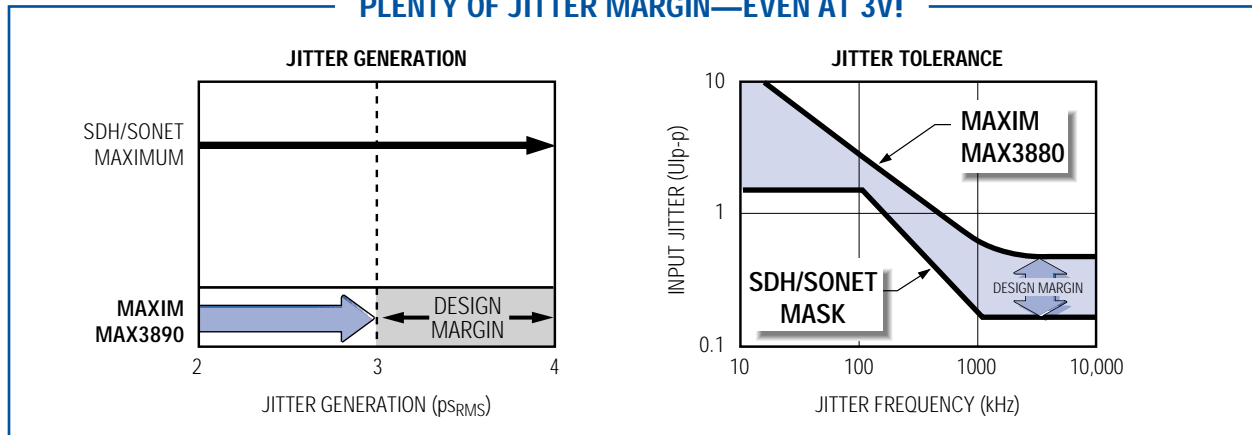 PLENTY OF JITTER MARGIN—EVEN AT 3V!
JITTER GENERATION
SDH/SONET
MAXIMUM
MAXIM
MAX3890
DESIGN
MARGIN
2
3
4
JITTER GENERATION (psRMS)
JITTER TOLERANCE
INPUT JITTER (UIp-p)
10
1
0.1
MAXIM
MAX3880
SDH/SONET
MASK
DESIGN MARGIN
10
100
1000
10,000
JITTER FREQUENCY (kHz)